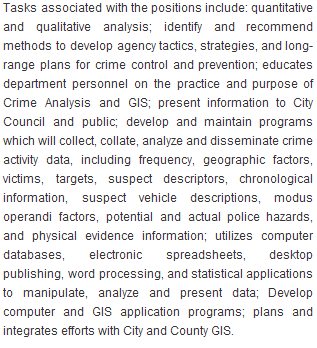 Tasks associated with the positions include: quantitative
and qualitative analysis; identify and recommend
methods to develop agency tactics, strategies, and long-
range plans for crime control and prevention; educates
department personnel on the practice and purpose of
Crime Analysis and GIS; present information to City
Council and public; develop and maintain programs
which will collect, collate, analyze and disseminate crime
activity data, including frequency, geographic factors,
victims, targets, suspect descriptors, chronological
information, suspect vehicle descriptions, modus
operandi factors, potential and actual police hazards,
and physical evidence information; utilizes computer
databases, electronic spreadsheets, desktop
publishing, word processing, and statistical applications
to manipulate, analyze and present data; Develop
computer and GIS application programs; plans and
integrates efforts with City and County GIS.